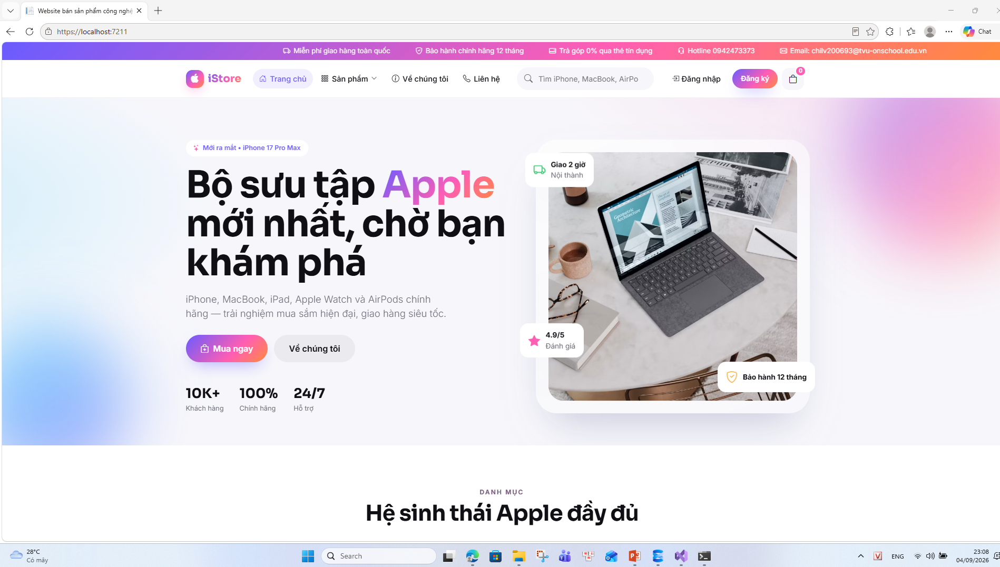 Website bán sản phẩm công nghệ
https://localhost:7211
Chat
Miễn phí giao hàng toàn quốc
Bảo hành chính hãng 12 tháng
Trả góp 0% qua thẻ tín dụng
Hotline 0942473373
Email: chilv200693@tvu-onschool.edu.vn
iStore
Trang chủ
Sản phẩm
Về chúng tôi
Liên hệ
Tìm iPhone, MacBook, AirPo
Đăng nhập
Đăng ký
0
Mới ra mắt • iPhone 17 Pro Max
Bộ sưu tập Apple
mới nhất, chờ bạn
khám phá
iPhone, MacBook, iPad, Apple Watch và AirPods chính
hãng — trải nghiệm mua sắm hiện đại, giao hàng siêu tốc.
Mua ngay
Về chúng tôi
10K+
Khách hàng
100%
Chính hãng
24/7
Hỗ trợ
Giao 2 giờ
Nội thành
Geometric
Architecture
The art of
simplicity
4.9/5
Đánh giá
Bảo hành 12 tháng
DANH MỤC
Hệ sinh thái Apple đầy đủ
28°C
Có mây
Search
ENG
23:08
04/09/2026